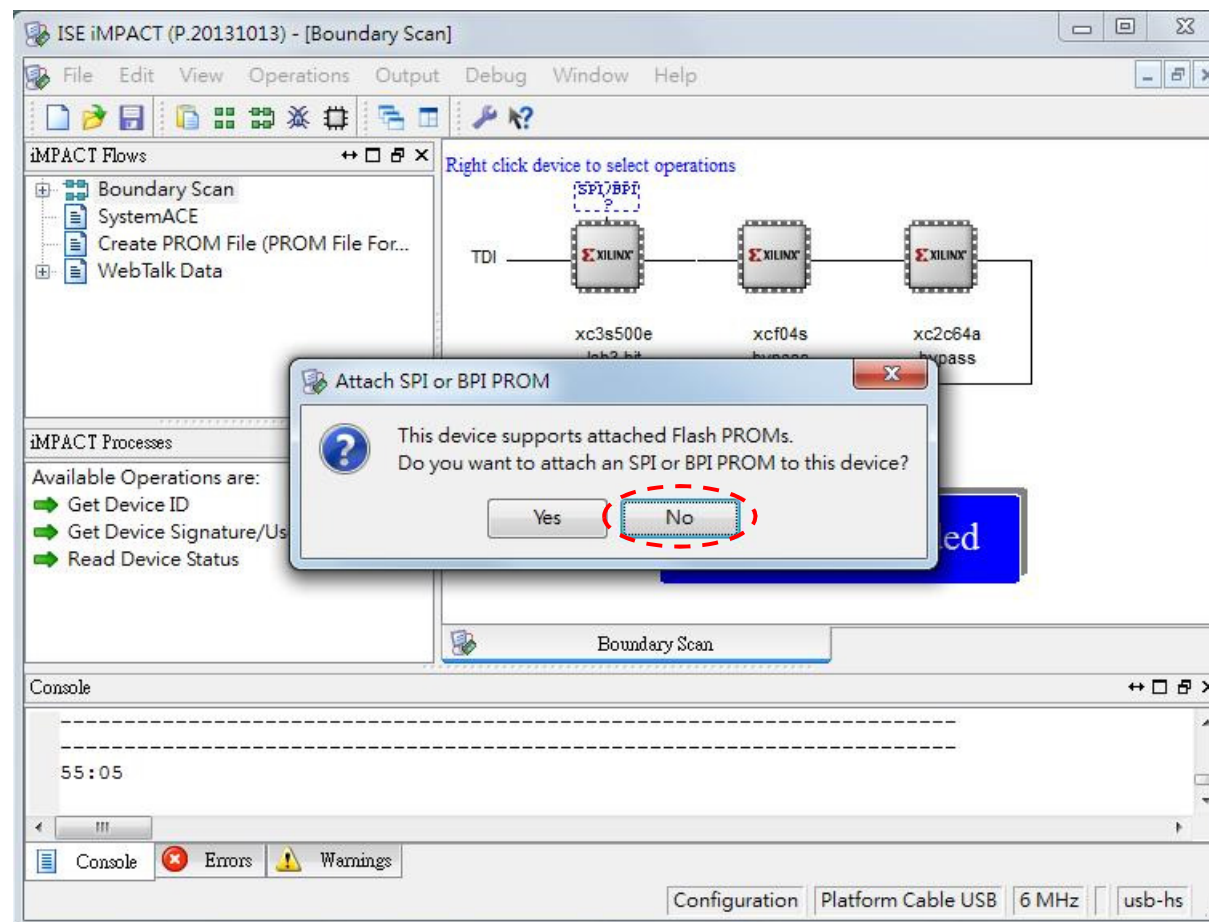 ISE iMPACT (P.20131013) - [Boundary Scan]
File Edit View Operations Output Debug Window Help
iMPACT Flows
Boundary Scan
SystemACE
Create PROM File (PROM File For...
WebTalk Data
Right click device to select operations
SPI/BPI
?
TDI
XILINX
XILINX
XILINX
xc3s500e
xcf04s
xc2c64a
bypass
Attach SPI or BPI PROM
This device supports attached Flash PROMs.
Do you want to attach an SPI or BPI PROM to this device?
Yes
No
ed
iMPACT Processes
Available Operations are:
Get Device ID
Get Device Signature/Us
Read Device Status
Boundary Scan
Console
55:05
Console Errors Warnings
Configuration Platform Cable USB 6 MHz usb-hs